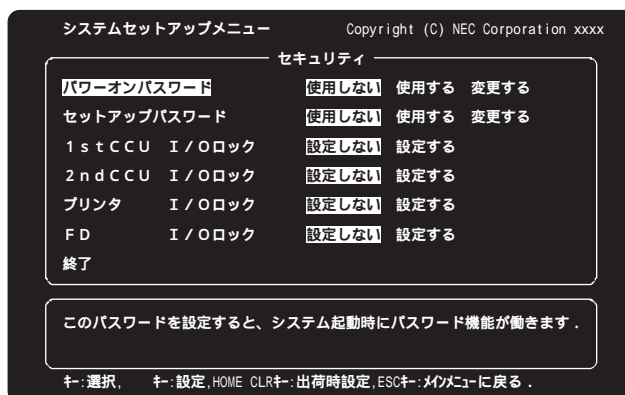 システムセットアップメニュー Copyright (C) NEC Corporation xxxx
セキュリティ
パワーオンパスワード 使用しない 使用する 変更する
セットアップパスワード 使用しない 使用する 変更する
1stCCU I/Oロック 設定しない 設定する
2ndCCU I/Oロック 設定しない 設定する
プリンタ I/Oロック 設定しない 設定する
FD I/Oロック 設定しない 設定する
終了
このパスワードを設定すると、システム起動時にパスワード機能が働きます．
ｷｰ:選択, ｷｰ:設定,HOME CLRｷｰ:出荷時設定,ESCｷｰ:ﾒｲﾝﾒﾆｭｰに戻る．